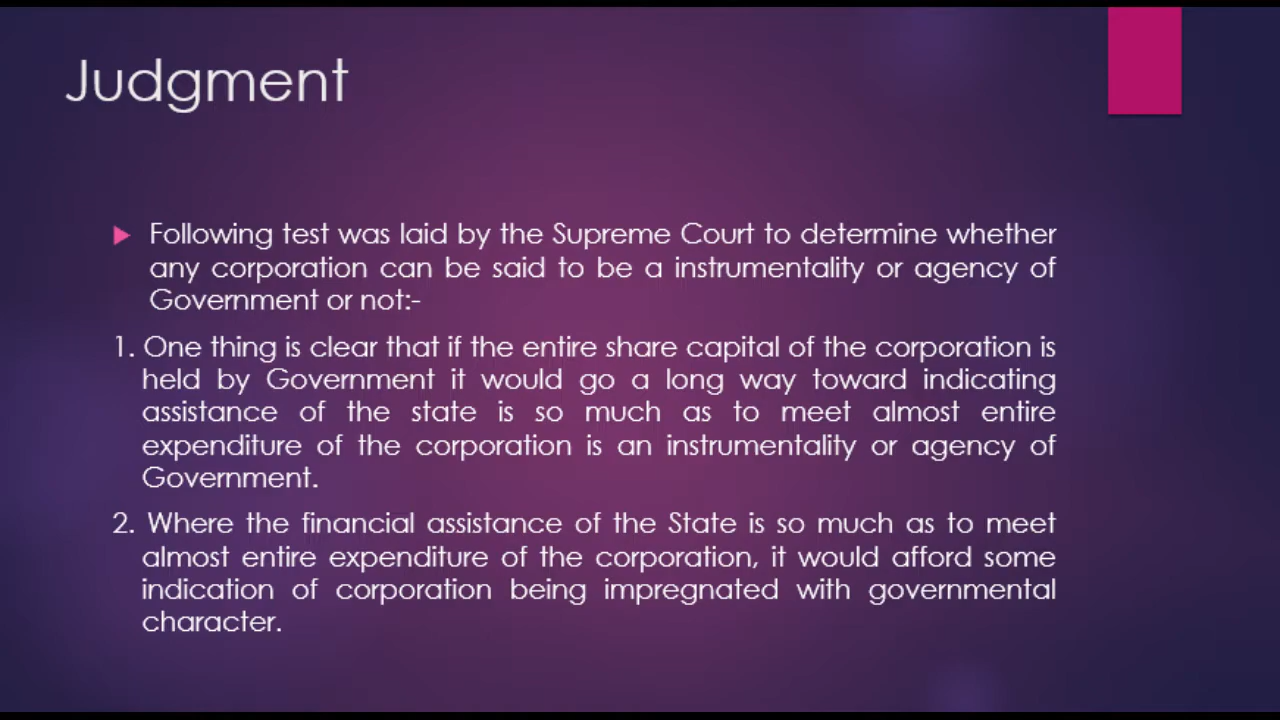 Judgment
Following test was laid by the Supreme Court to determine whether
any corporation can be said to be a instrumentality or agency of
Government or not:-
1. One thing is clear that if the entire share capital of the corporation is
held by Government it would go a long way toward indicating
assistance of the state is so much as to meet almost entire
expenditure of the corporation is an instrumentality or agency of
Government.
2. Where the financial assistance of the State is so much as to meet
almost entire expenditure of the corporation, it would afford some
indication of corporation being impregnated with governmental
character.